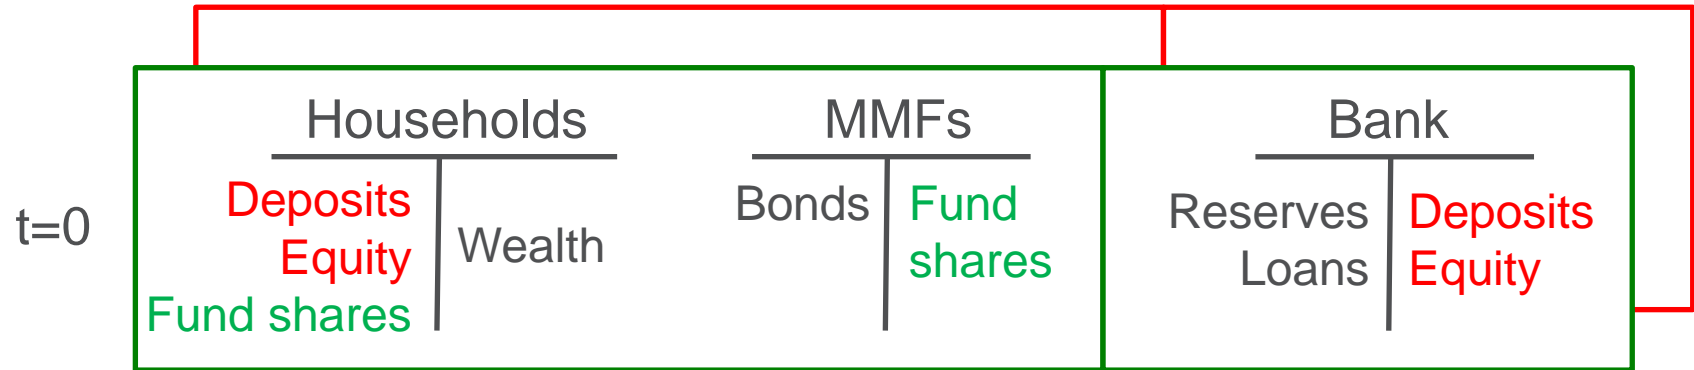 Households
MMFs
Bank
t=0
Deposits
Equity
Fund shares
Wealth
Bonds
Fund
shares
Reserves
Loans
Deposits
Equity